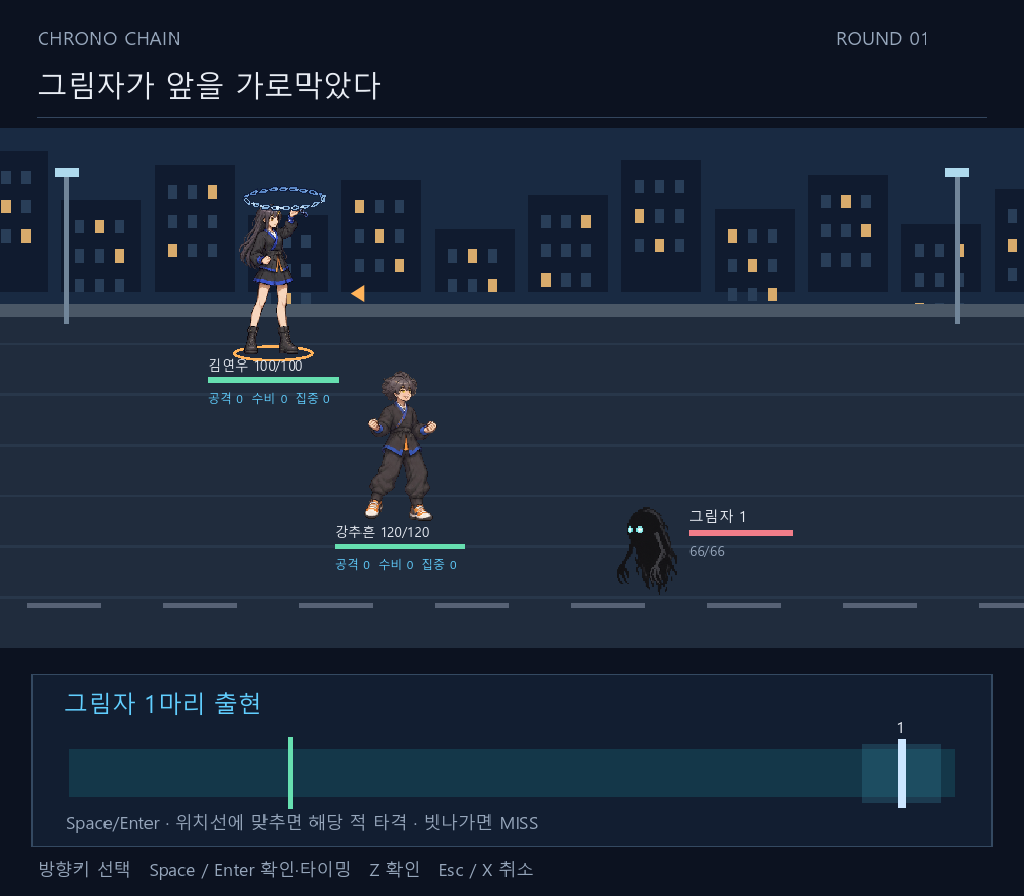 CHRONO CHAIN
ROUND 01
그림자가 앞을 가로막았다
김연우 100/100
공격 0 수비 0 집중 0
강추흔 120/120
공격 0 수비 0 집중 0
그림자 1
66/66
그림자 1마리 출현
1
Space/Enter · 위치선에 맞추면 해당 적 타격 · 빗나가면 MISS
방향키 선택 Space / Enter 확인·타이밍 Z 확인 Esc / X 취소